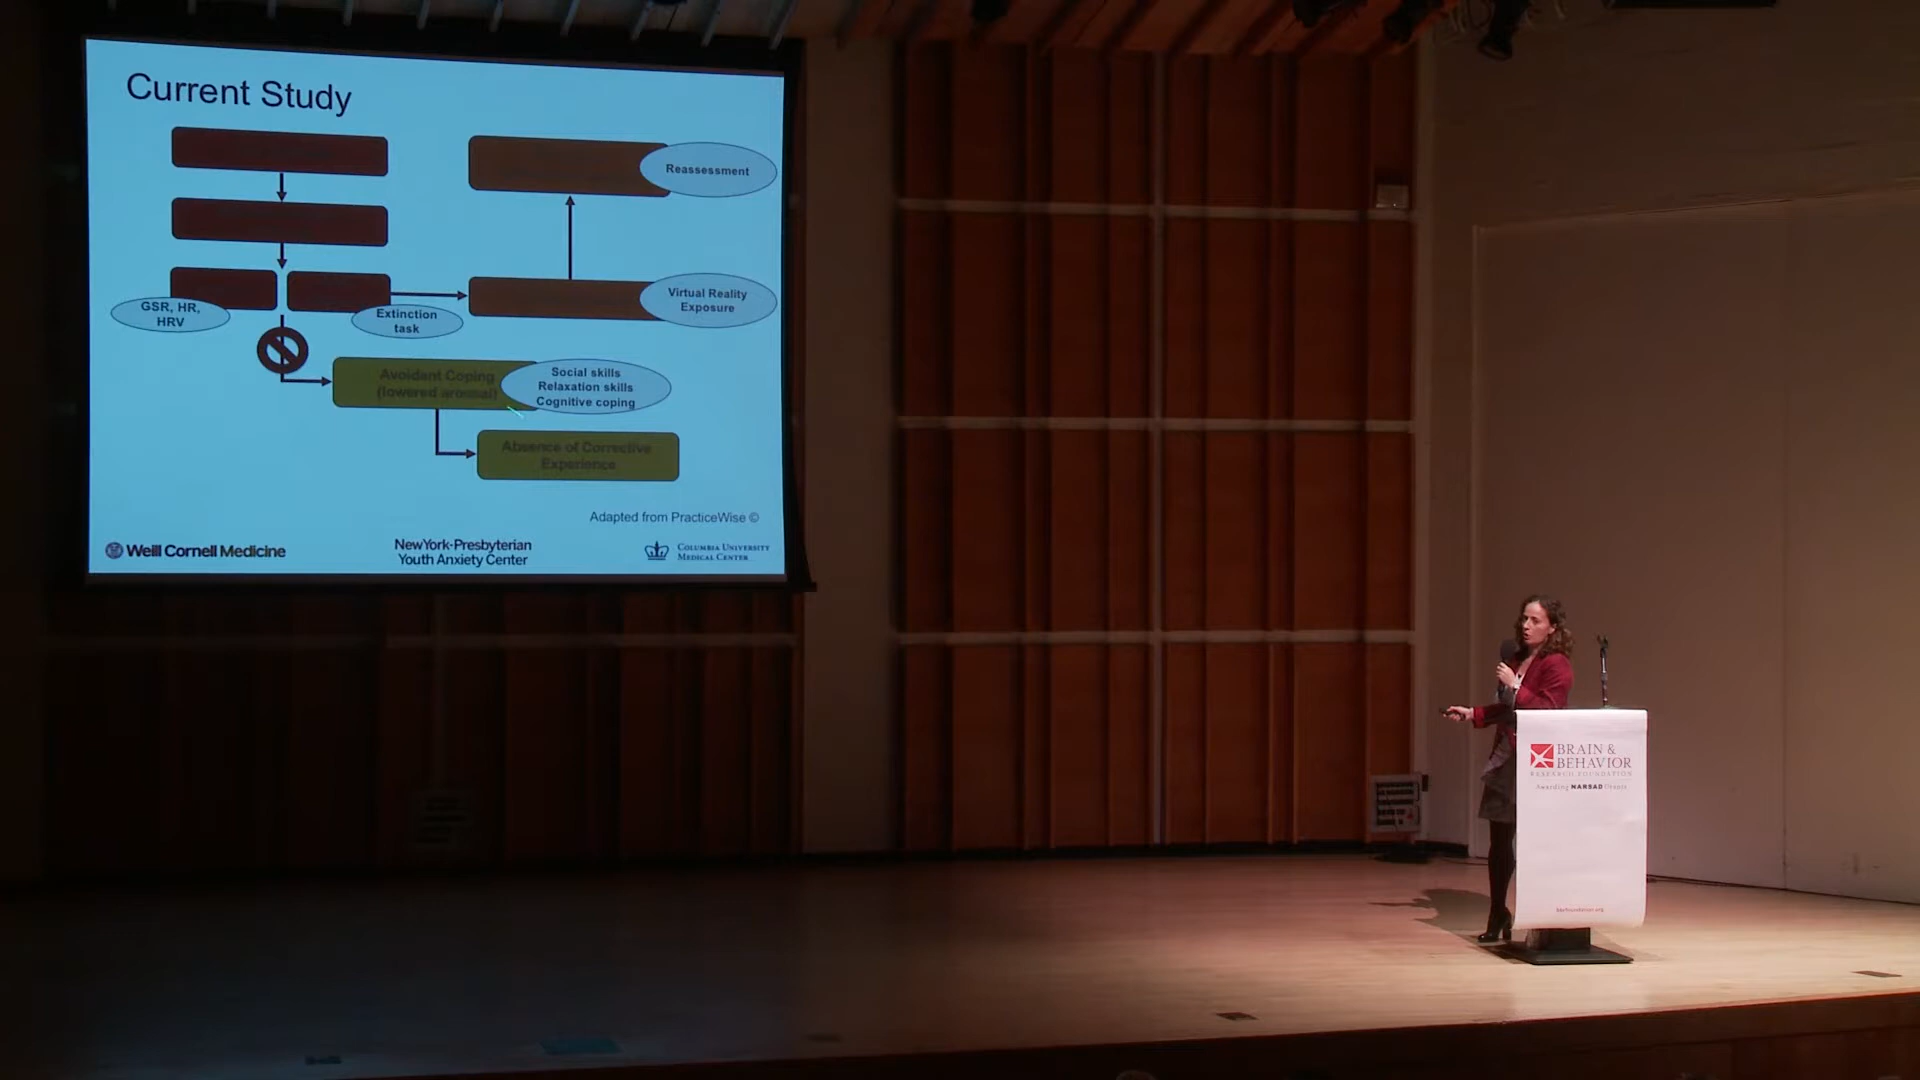 Current Study
Reassessment
Virtual Reality
Exposure
GSR, HR,
HRV
Extinction
task
Avoidant Coping
(lowered arousal)
Social skills
Relaxation skills
Cognitive coping
Absence of Corrective
Experience
Adapted from PracticeWise ©
Weill Cornell Medicine
NewYork-Presbyterian
Youth Anxiety Center
COLUMBIA UNIVERSITY
MEDICAL CENTER
BRAIN &
BEHAVIOR
RESEARCH FOUNDATION
Awarding NARSAD Grants
bbrfoundation.org